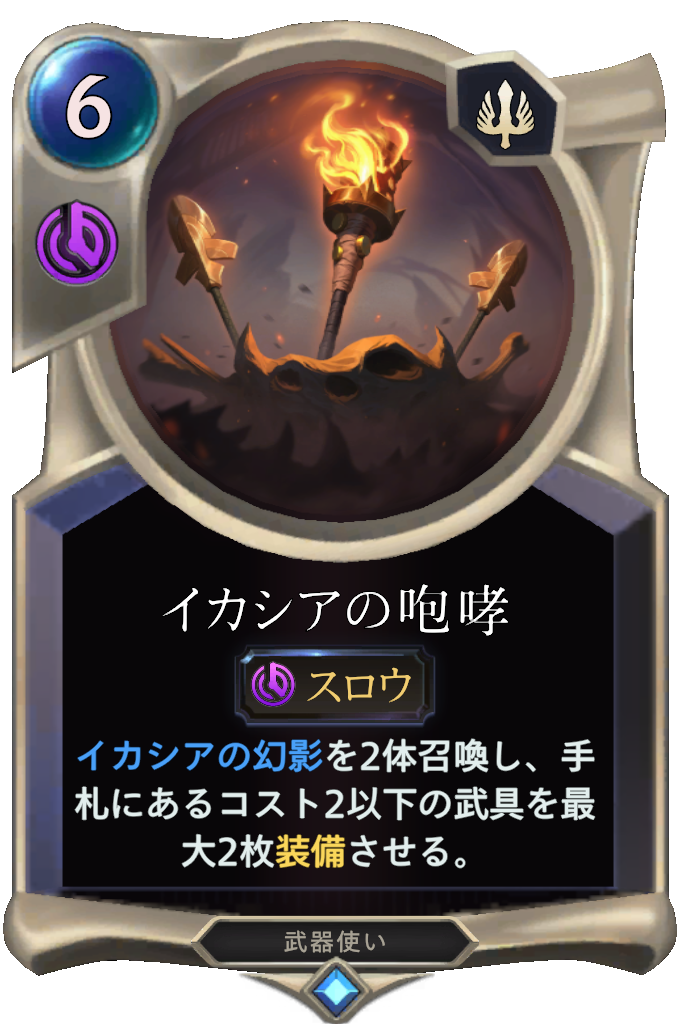 6
イカシアの咆哮
スロウ
イカシアの幻影を2体召喚し、手
札にあるコスト2以下の武具を最
大2枚装備させる。
武器使い